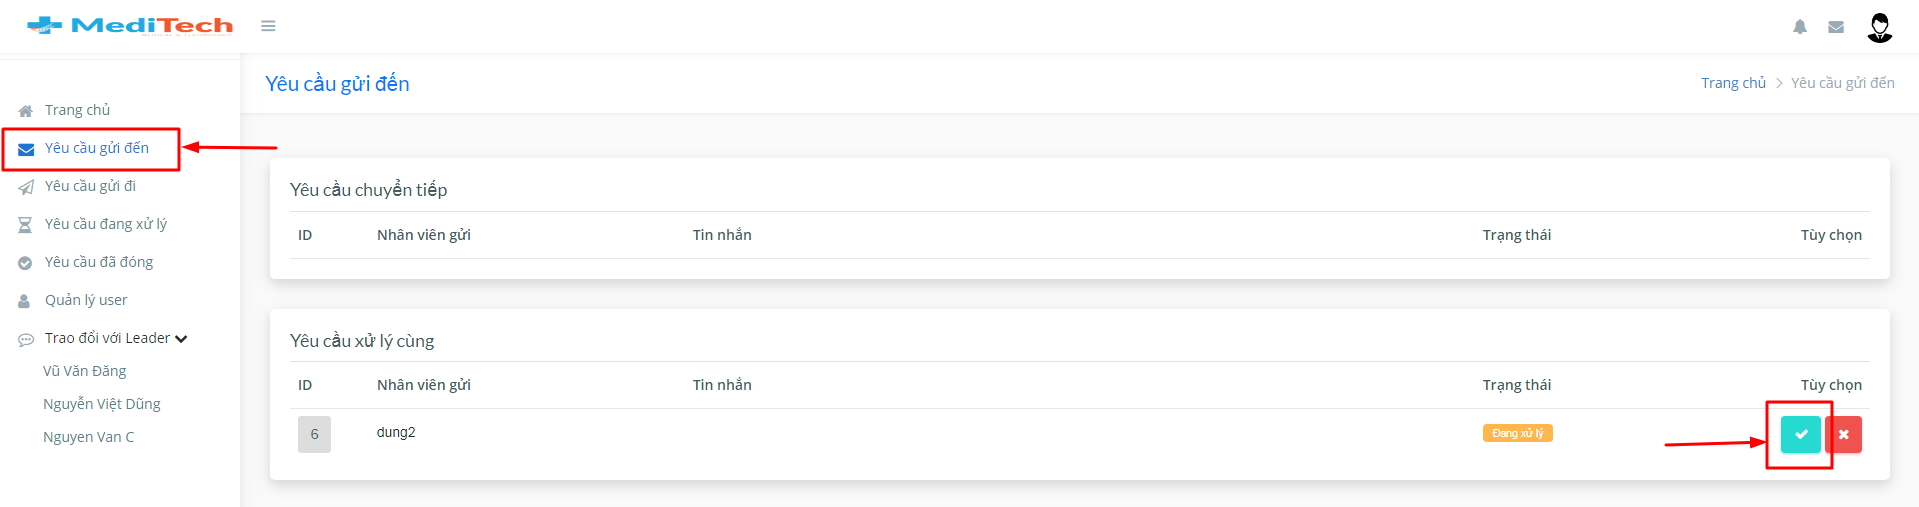 MediTech
Yêu cầu gửi đến
Trang chủ > Yêu cầu gửi đến
Trang chủ
Yêu cầu gửi đến
Yêu cầu gửi đi
Yêu cầu đang xử lý
Yêu cầu đã đóng
Quản lý user
Trao đổi với Leader
Vũ Văn Đăng
Nguyễn Việt Dũng
Nguyen Van C
Yêu cầu chuyển tiếp
ID Nhân viên gửi Tin nhắn Trạng thái Tùy chọn
Yêu cầu xử lý cùng
ID Nhân viên gửi Tin nhắn Trạng thái Tùy chọn
6 dung2 Đang xử lý